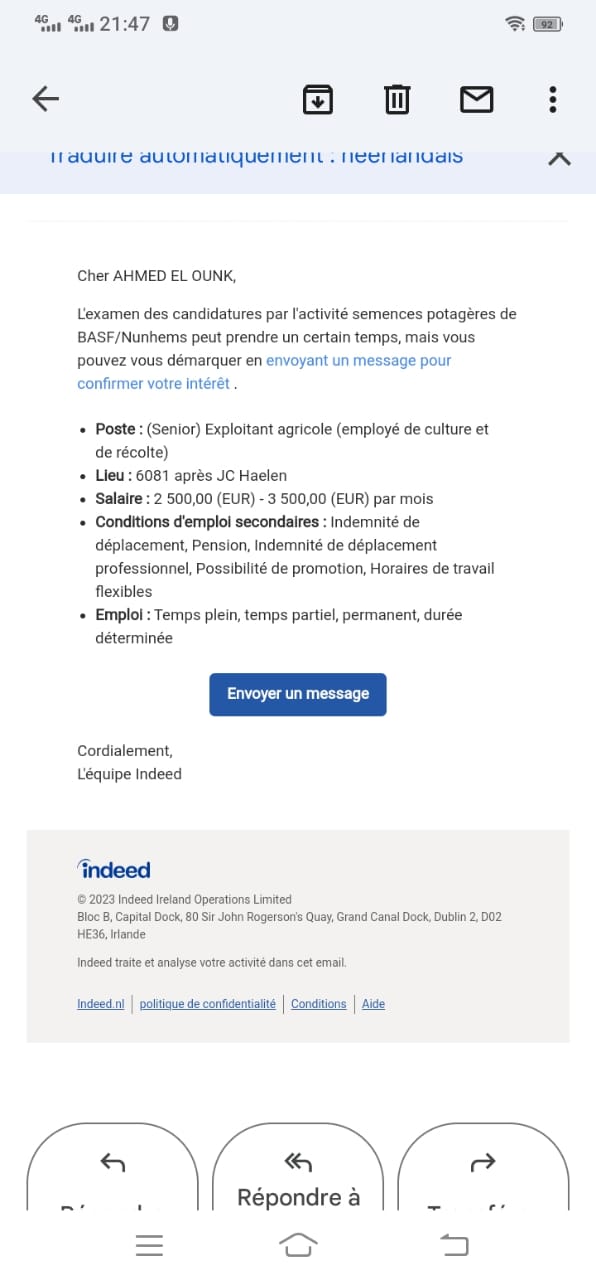 4G 4G 21:47 92
Traduire automatiquement : néerlandais
Cher AHMED EL OUNK,
L'examen des candidatures par l'activité semences potagères de
BASF/Nunhems peut prendre un certain temps, mais vous
pouvez vous démarquer en envoyant un message pour
confirmer votre intérêt .
• Poste : (Senior) Exploitant agricole (employé de culture et
de récolte)
• Lieu : 6081 après JC Haelen
• Salaire : 2 500,00 (EUR) - 3 500,00 (EUR) par mois
• Conditions d'emploi secondaires : Indemnité de
déplacement, Pension, Indemnité de déplacement
professionnel, Possibilité de promotion, Horaires de travail
flexibles
• Emploi : Temps plein, temps partiel, permanent, durée
déterminée
Envoyer un message
Cordialement,
L'équipe Indeed
indeed
© 2023 Indeed Ireland Operations Limited
Bloc B, Capital Dock, 80 Sir John Rogerson's Quay, Grand Canal Dock, Dublin 2, D02
HE36, Irlande
Indeed traite et analyse votre activité dans cet email.
Indeed.nl | politique de confidentialité | Conditions | Aide
Répondre à